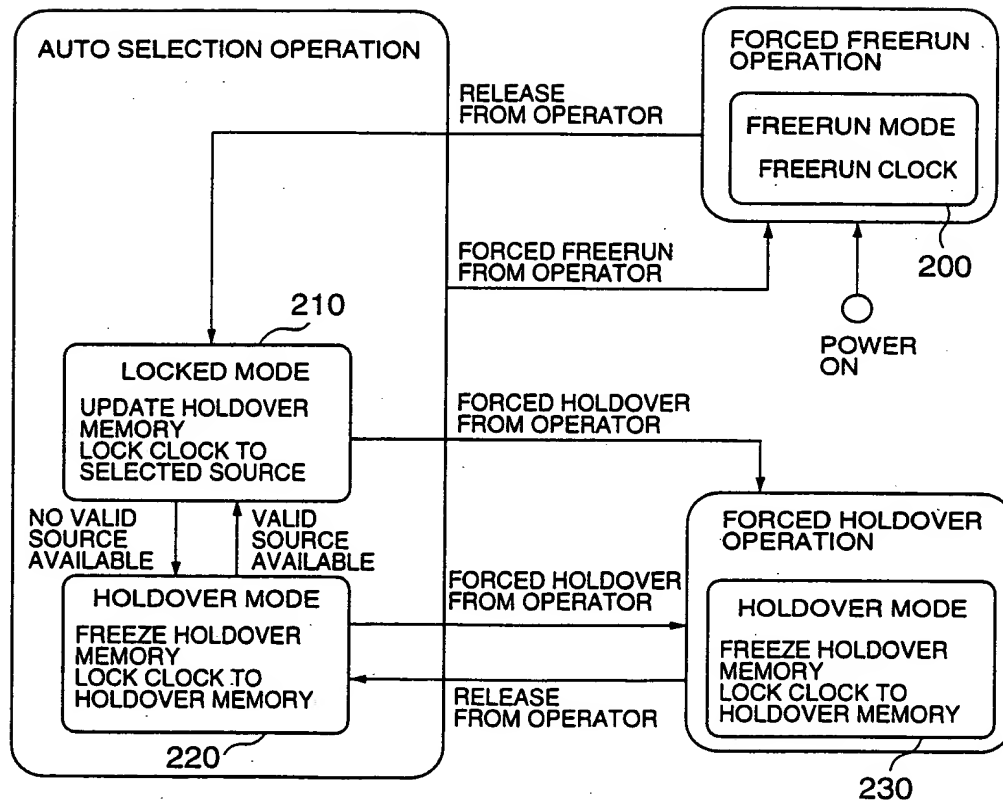 AUTO SELECTION OPERATION
FORCED FREERUN
OPERATION
RELEASE
FROM OPERATOR
FREERUN MODE
FREERUN CLOCK
200
FORCED FREERUN
FROM OPERATOR
POWER
ON
210
LOCKED MODE
UPDATE HOLDOVER
MEMORY
LOCK CLOCK TO
SELECTED SOURCE
FORCED HOLDOVER
FROM OPERATOR
NO VALID
SOURCE
AVAILABLE
VALID
SOURCE
AVAILABLE
FORCED HOLDOVER
OPERATION
HOLDOVER MODE
FREEZE HOLDOVER
MEMORY
LOCK CLOCK TO
HOLDOVER MEMORY
220
FORCED HOLDOVER
FROM OPERATOR
RELEASE
FROM OPERATOR
HOLDOVER MODE
FREEZE HOLDOVER
MEMORY
LOCK CLOCK TO
HOLDOVER MEMORY
230